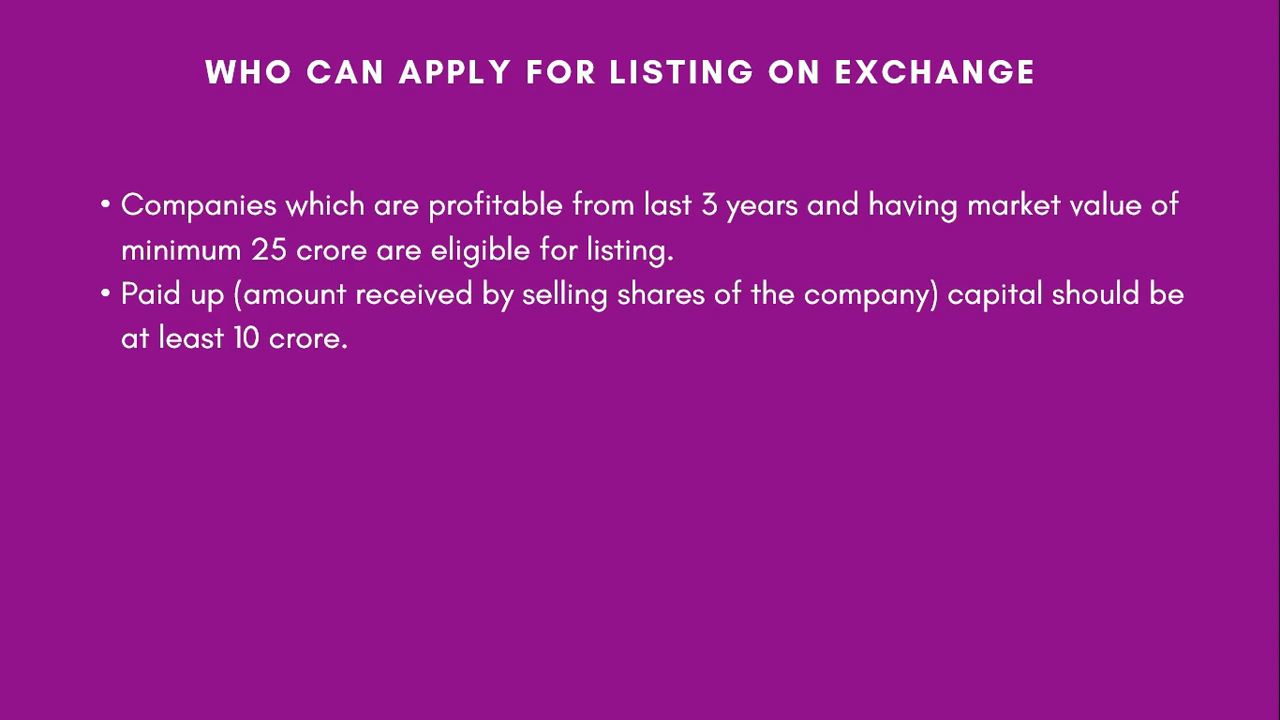 WHO CAN APPLY FOR LISTING ON EXCHANGE
• Companies which are profitable from last 3 years and having market value of
minimum 25 crore are eligible for listing.
• Paid up (amount received by selling shares of the company) capital should be
at least 10 crore.